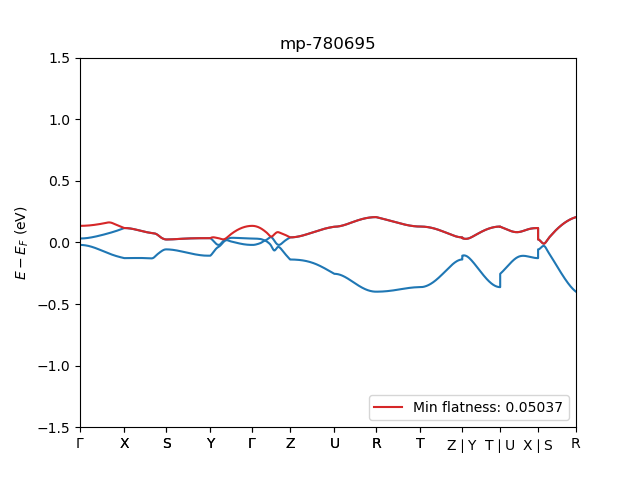 mp-780695
E − E_F (eV)
1.5
1.0
0.5
0.0
−0.5
−1.0
−1.5
Min flatness: 0.05037
Γ X S Y Γ Z U R T Z | Y T | U X | S R